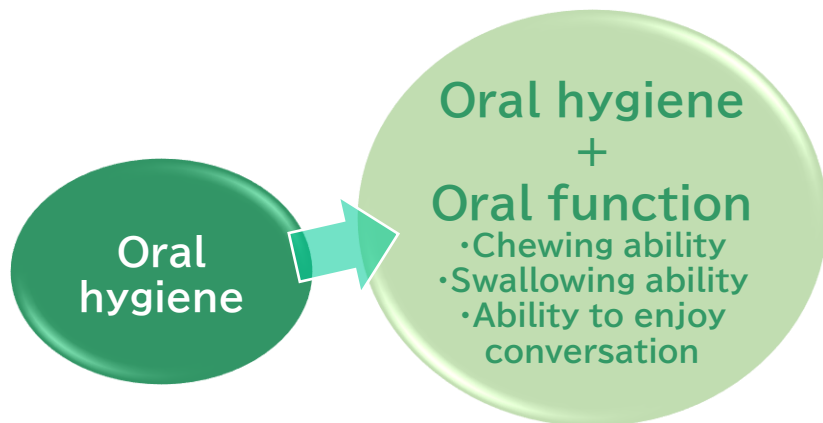 Oral
hygiene
Oral hygiene
+
Oral function
・Chewing ability
・Swallowing ability
・Ability to enjoy
conversation